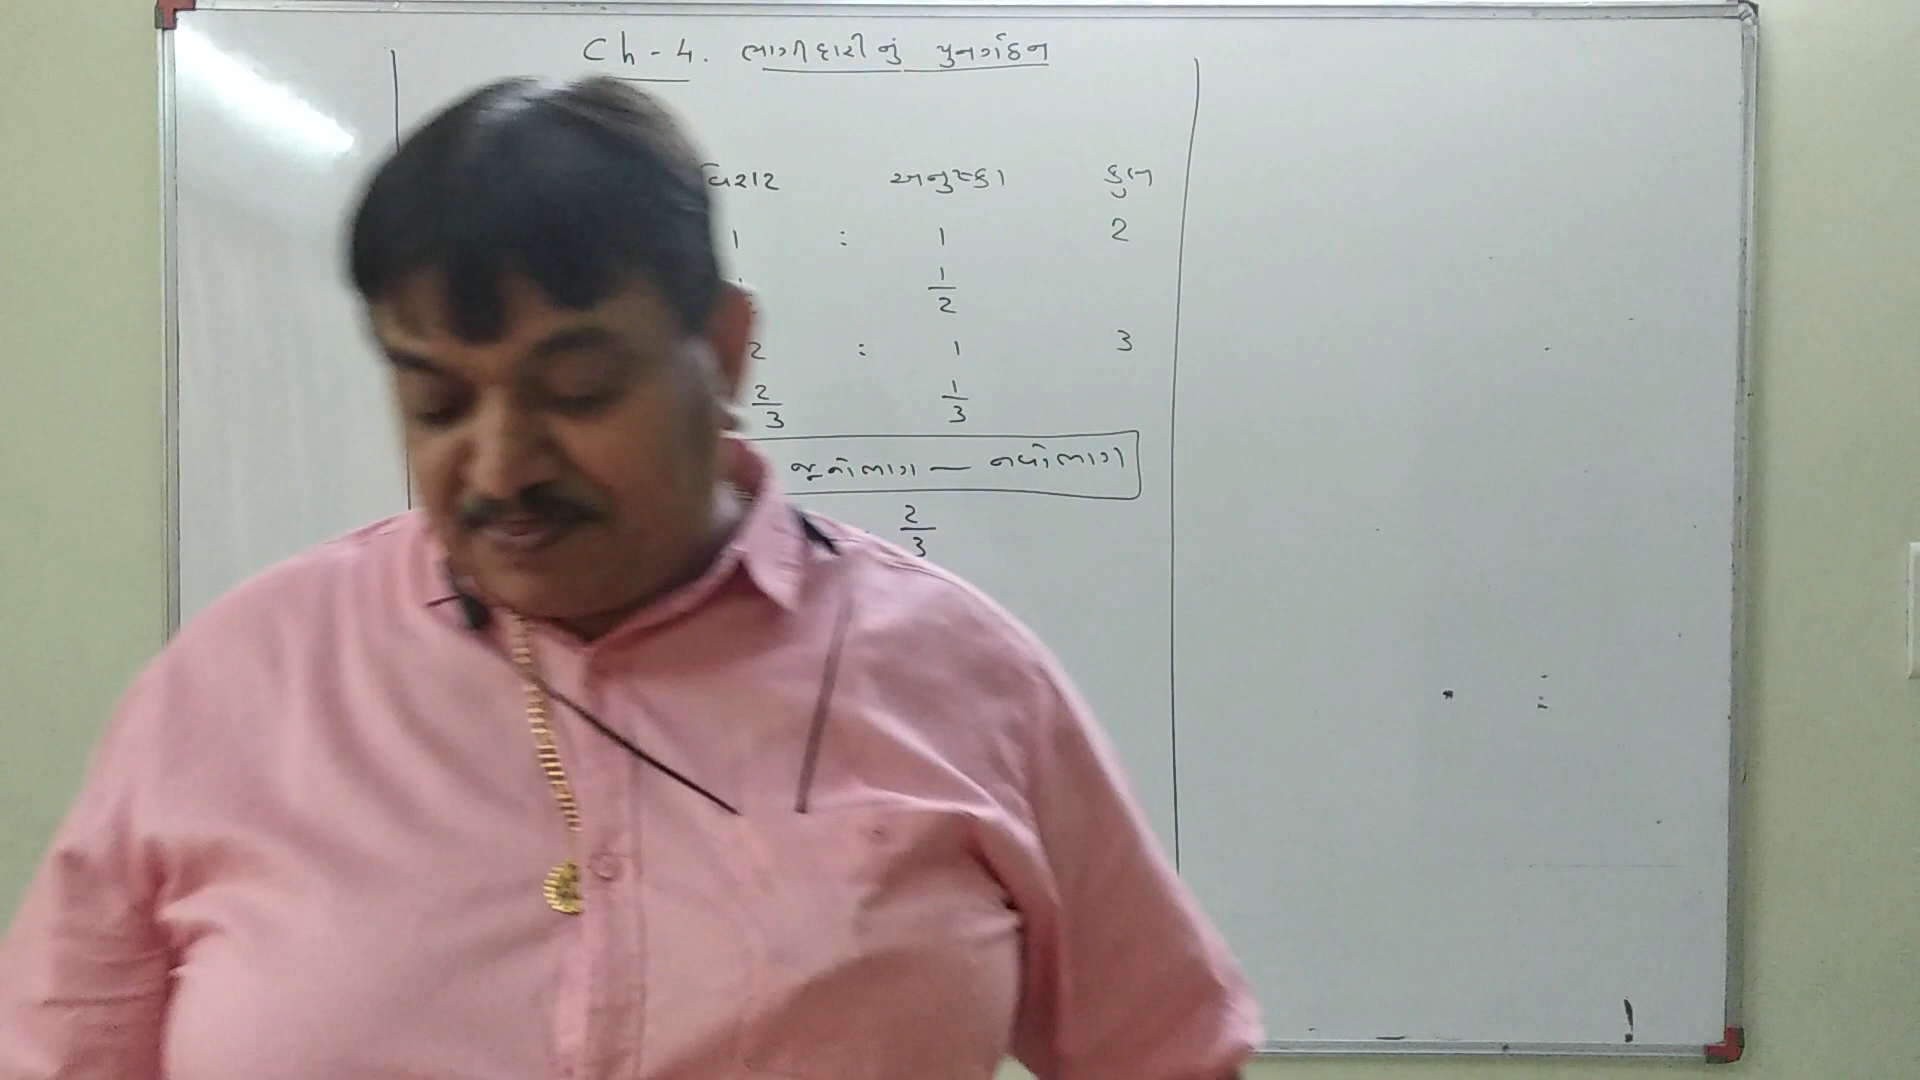 Ch - 4. ભાગીદારીનું પુનર્ગઠન
વિરાટ અનુષ્કા કુલ
1 : 1 2
1/2
2 : 1 3
2/3 1/3
જૂનોભાગ — નવોભાગ
2/3